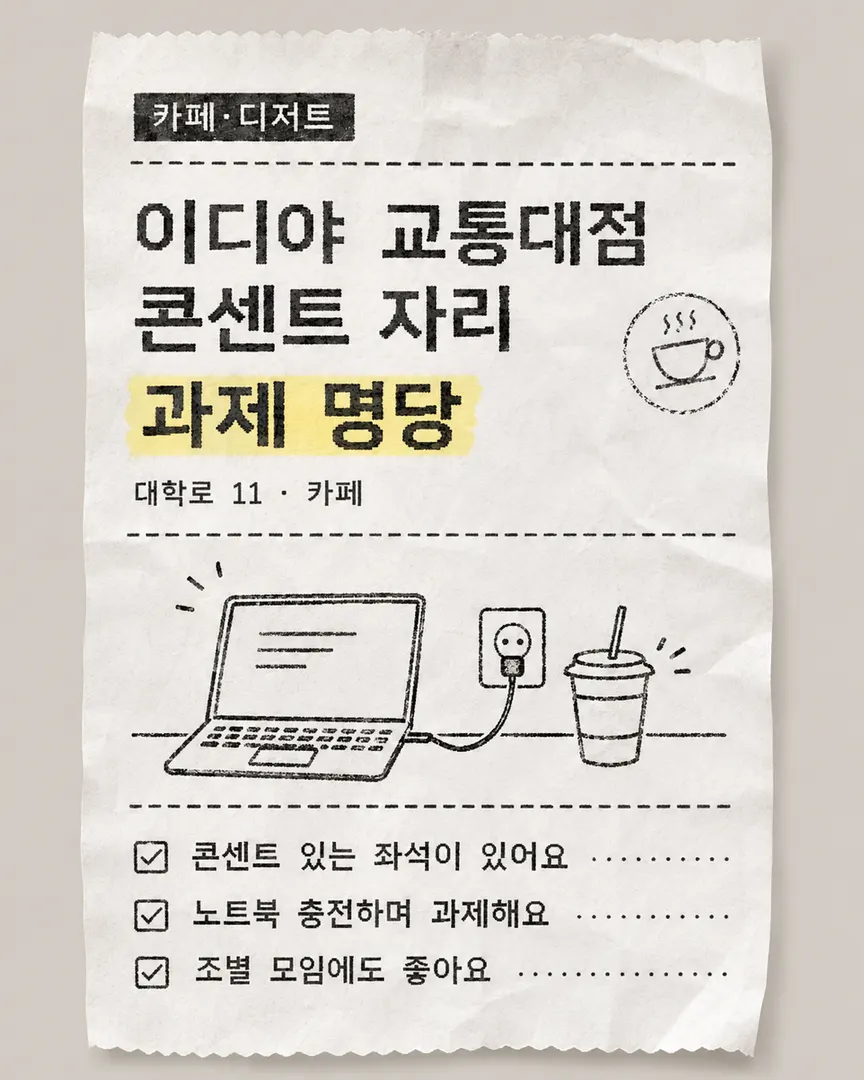 카페·디저트
이디야 교통대점
콘센트 자리
과제 명당
대학로 11 · 카페
콘센트 있는 좌석이 있어요
노트북 충전하며 과제해요
조별 모임에도 좋아요